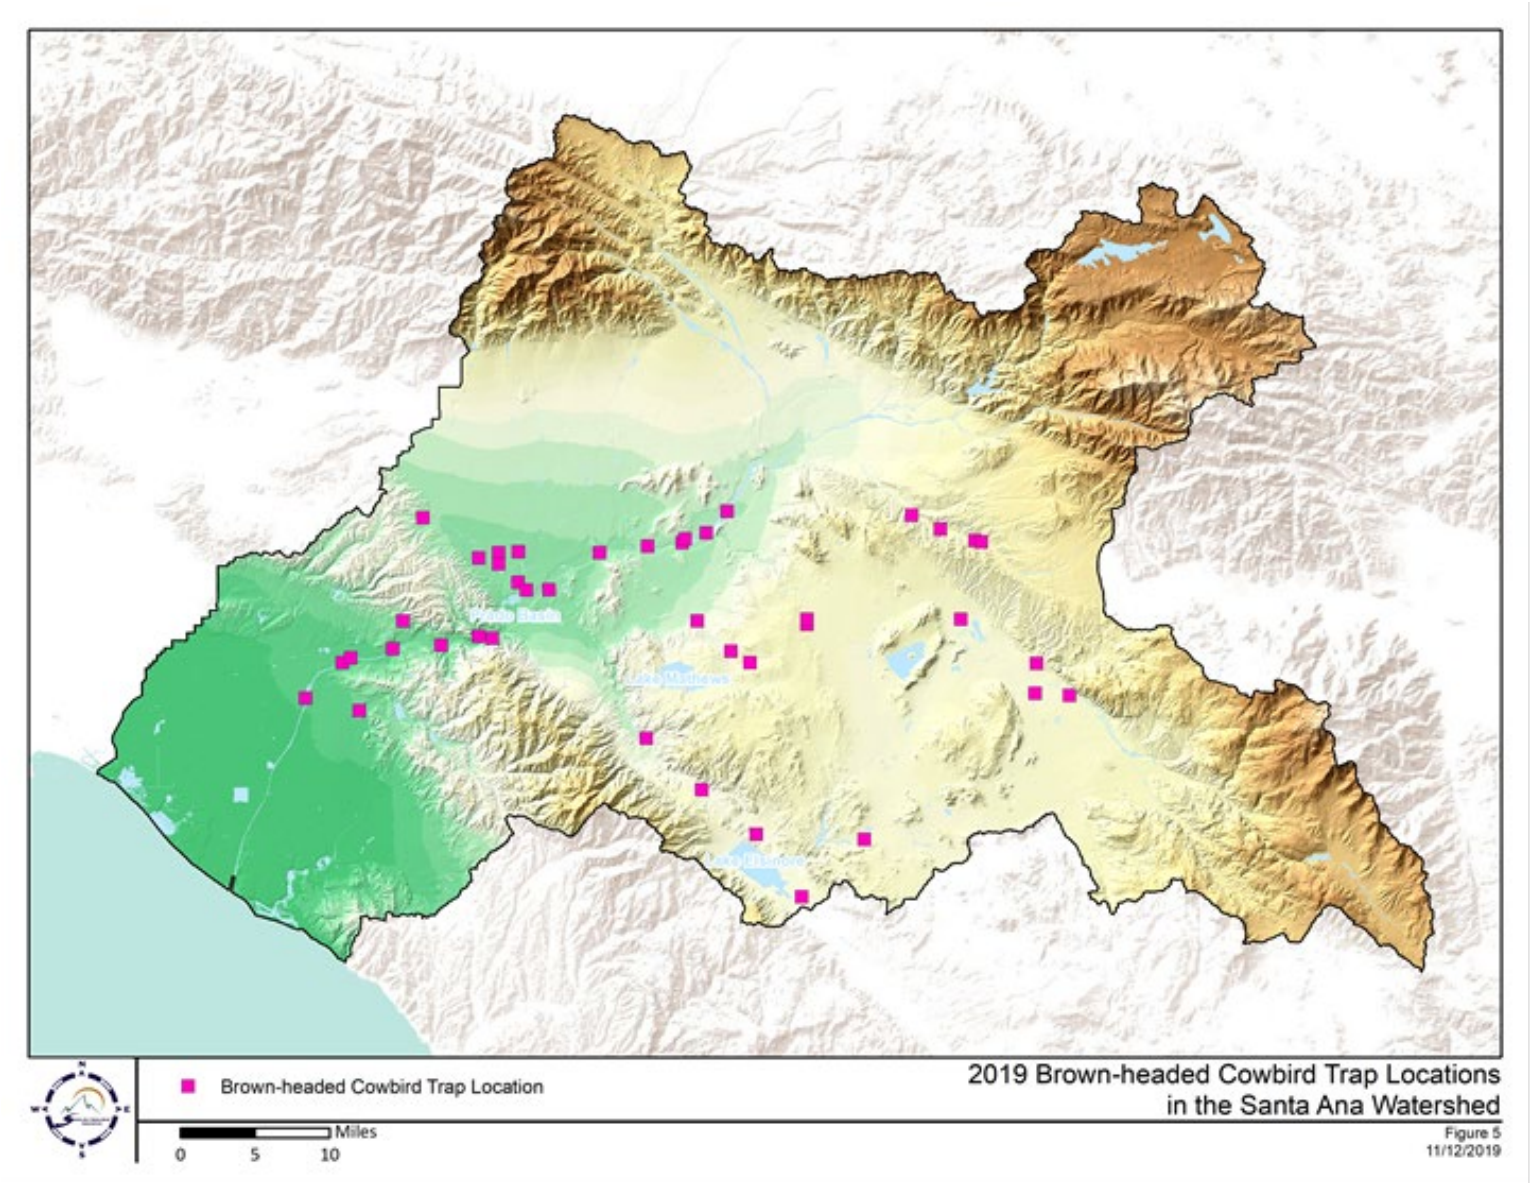 Prado Basin
Lake Mathews
Lake Elsinore
N
W
E
S
Brown-headed Cowbird Trap Location
Miles
0 5 10
2019 Brown-headed Cowbird Trap Locations
in the Santa Ana Watershed
Figure 5
11/12/2019